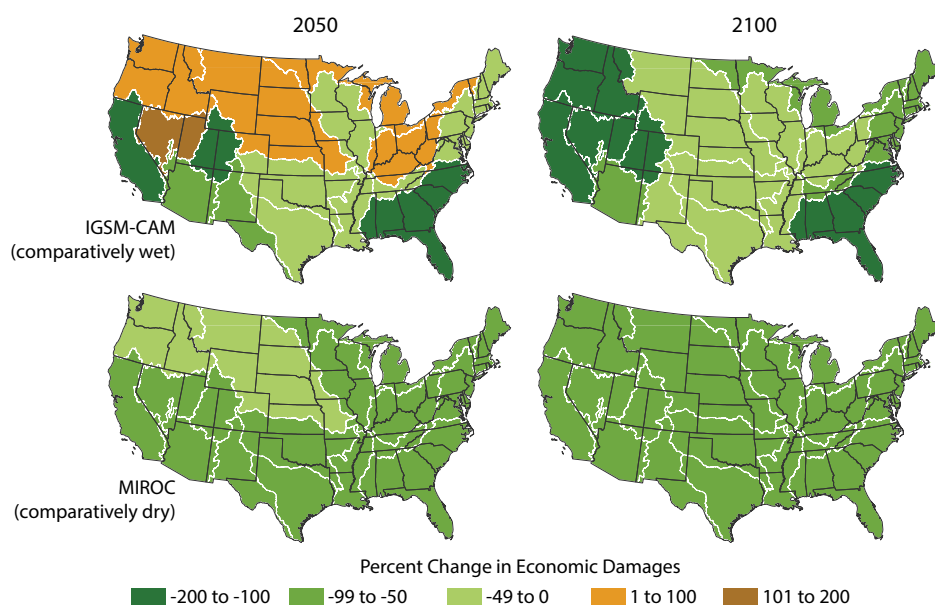 2050
2100
IGSM-CAM
(comparatively wet)
MIROC
(comparatively dry)
Percent Change in Economic Damages
-200 to -100
-99 to -50
-49 to 0
1 to 100
101 to 200